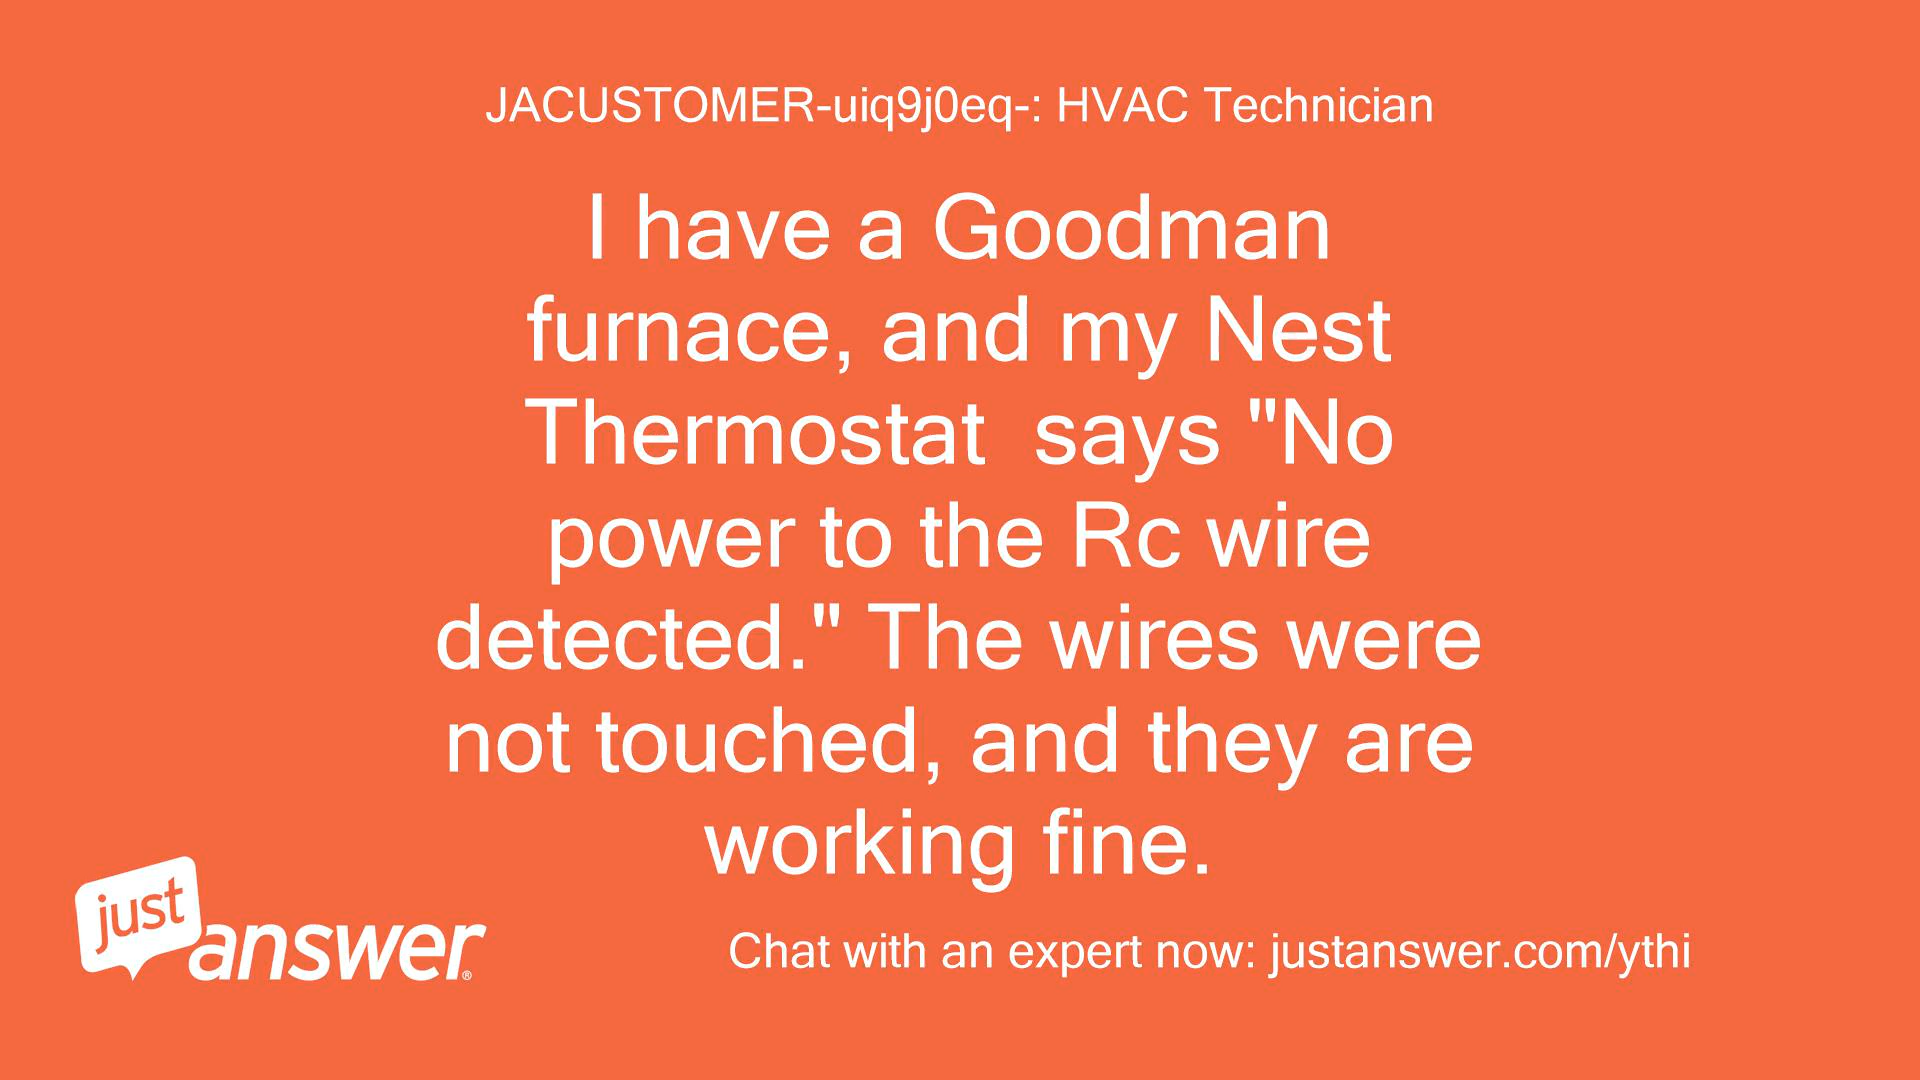 JACUSTOMER-uiq9j0eq-: HVAC Technician
I have a Goodman
furnace, and my Nest
Thermostat  says "No
power to the Rc wire
detected." The wires were
not touched, and they are
working fine.
just
answer®
Chat with an expert now: justanswer.com/ythi